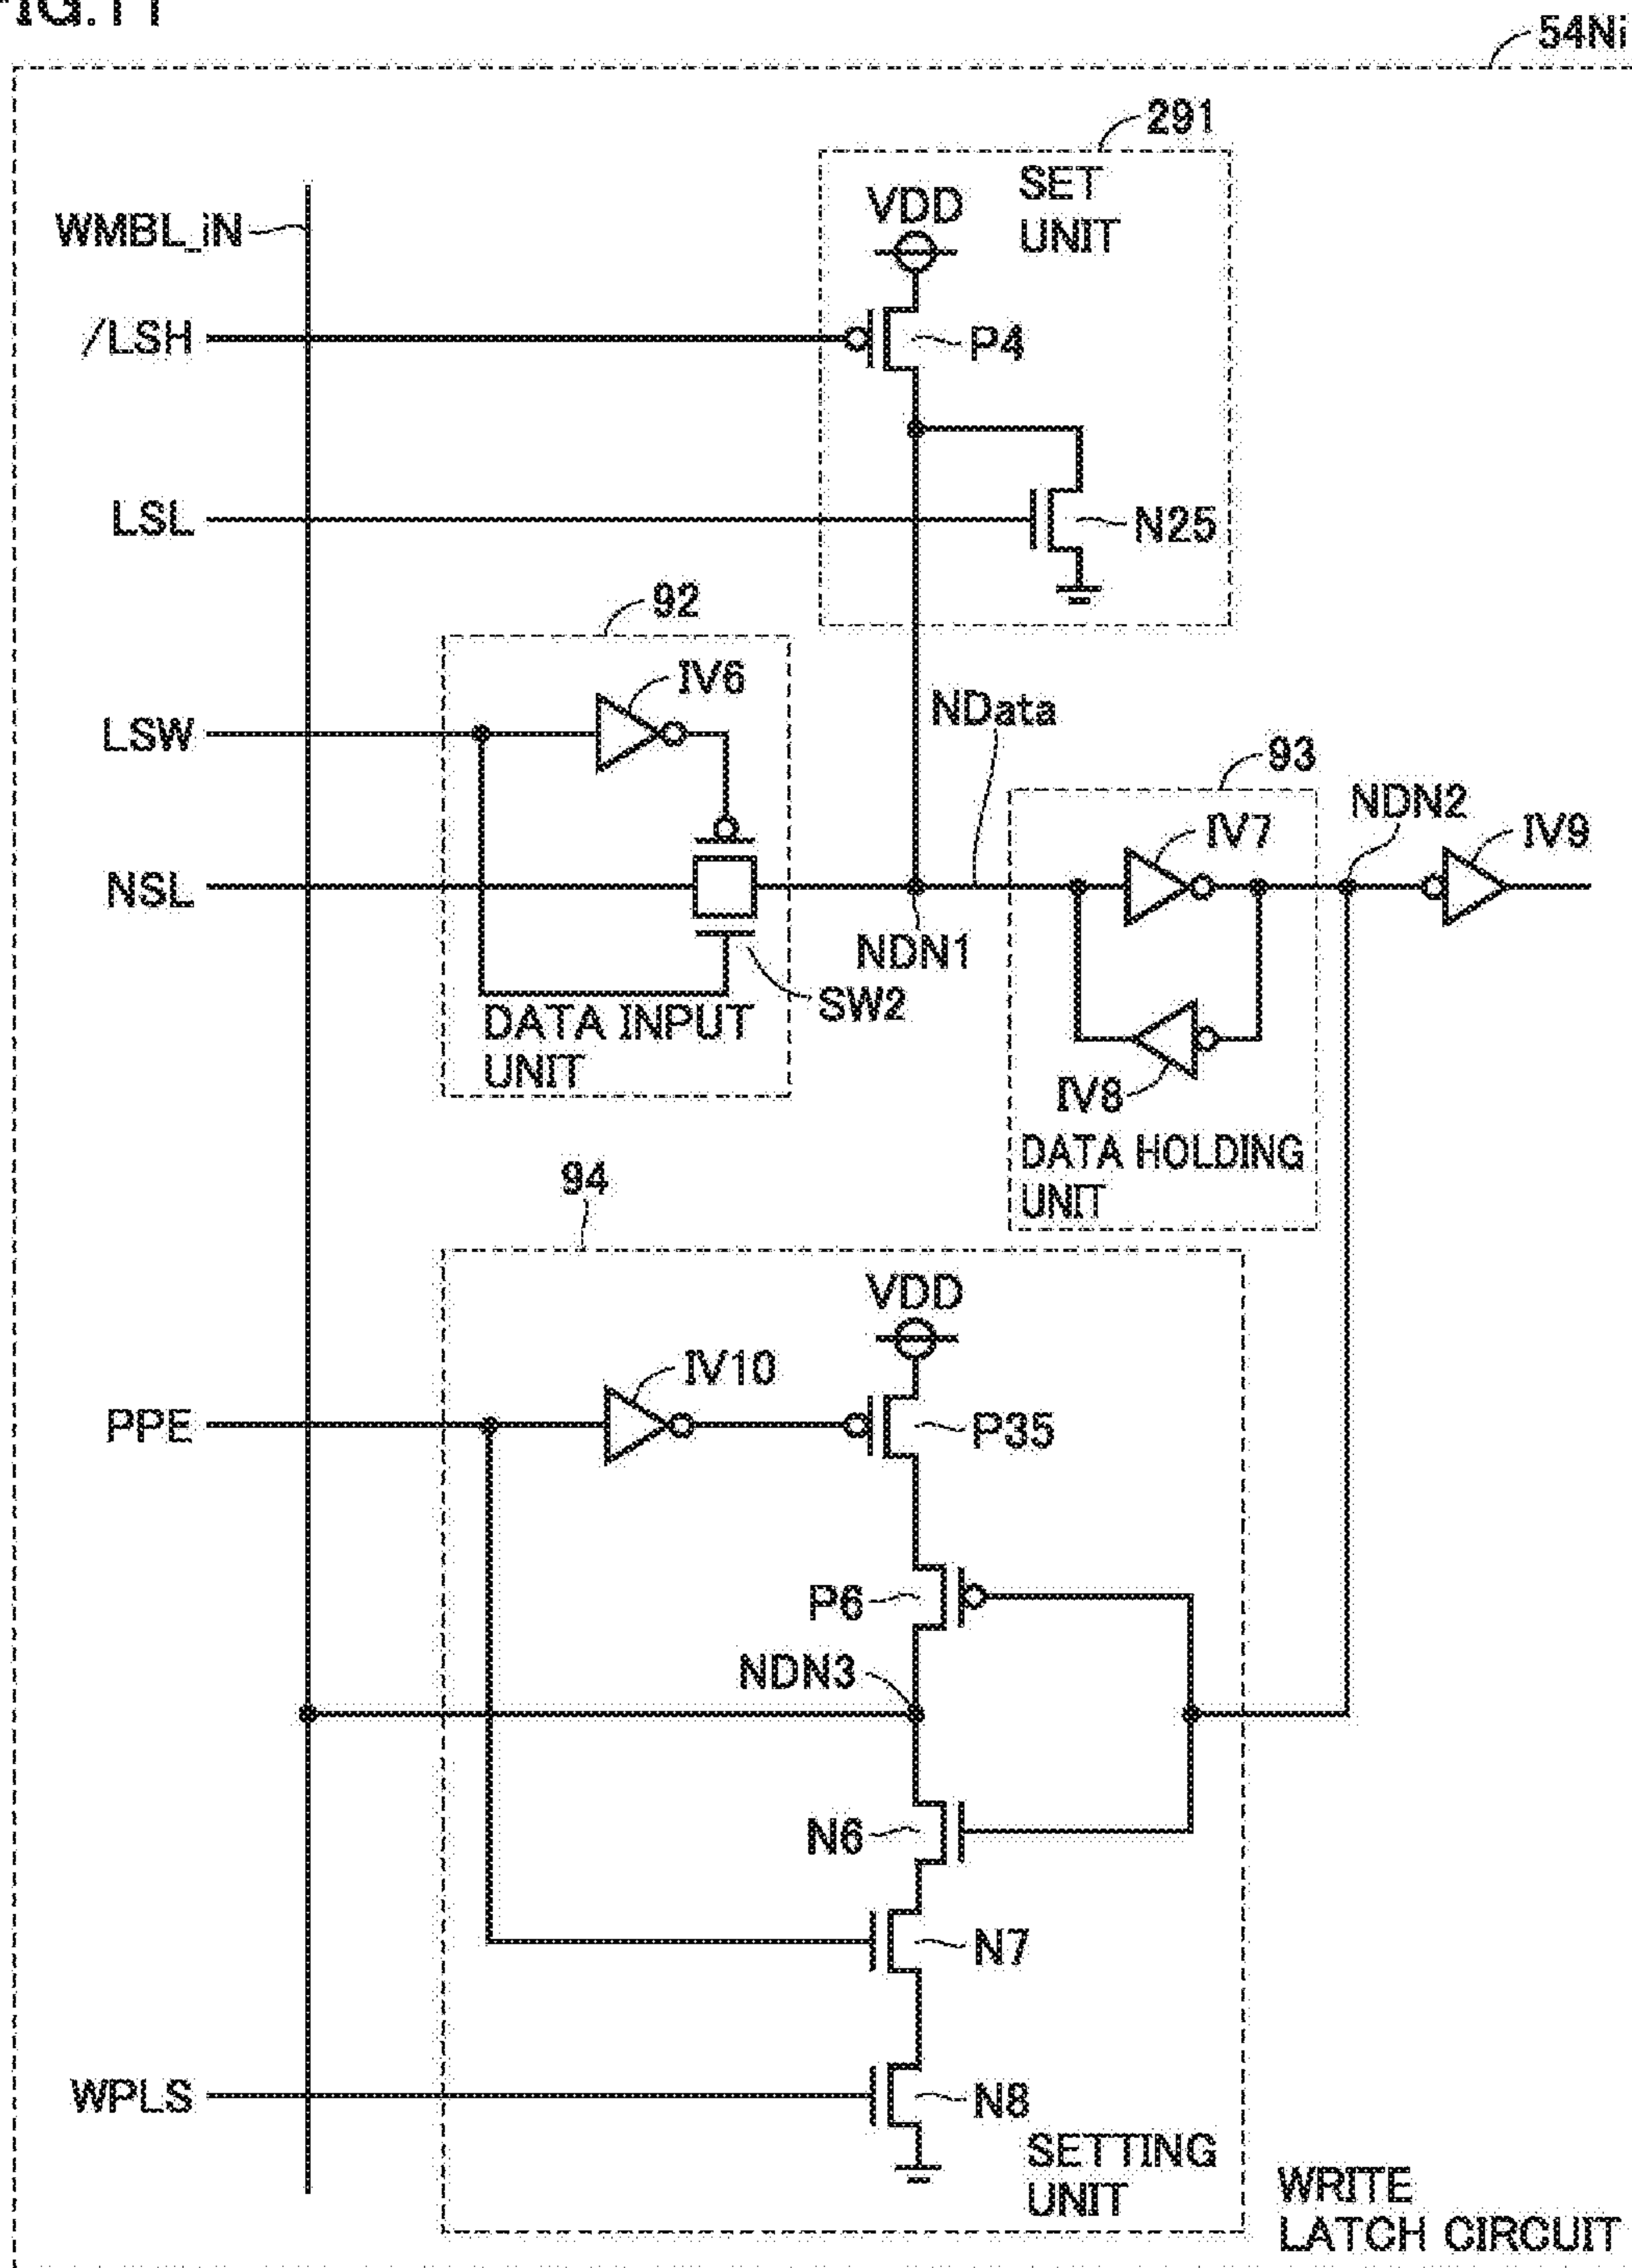 FIG.11
54Ni
291
SET
UNIT
VDD
WMBL_iN
/LSH
P4
LSL
N25
92
IV6
LSW
NData
93
NDN2
IV7
IV9
NSL
NDN1
SW2
DATA INPUT
UNIT
IV8
DATA HOLDING
UNIT
94
VDD
IV10
PPE
P35
P6
NDN3
N6
N7
WPLS
N8
SETTING
UNIT
WRITE
LATCH CIRCUIT